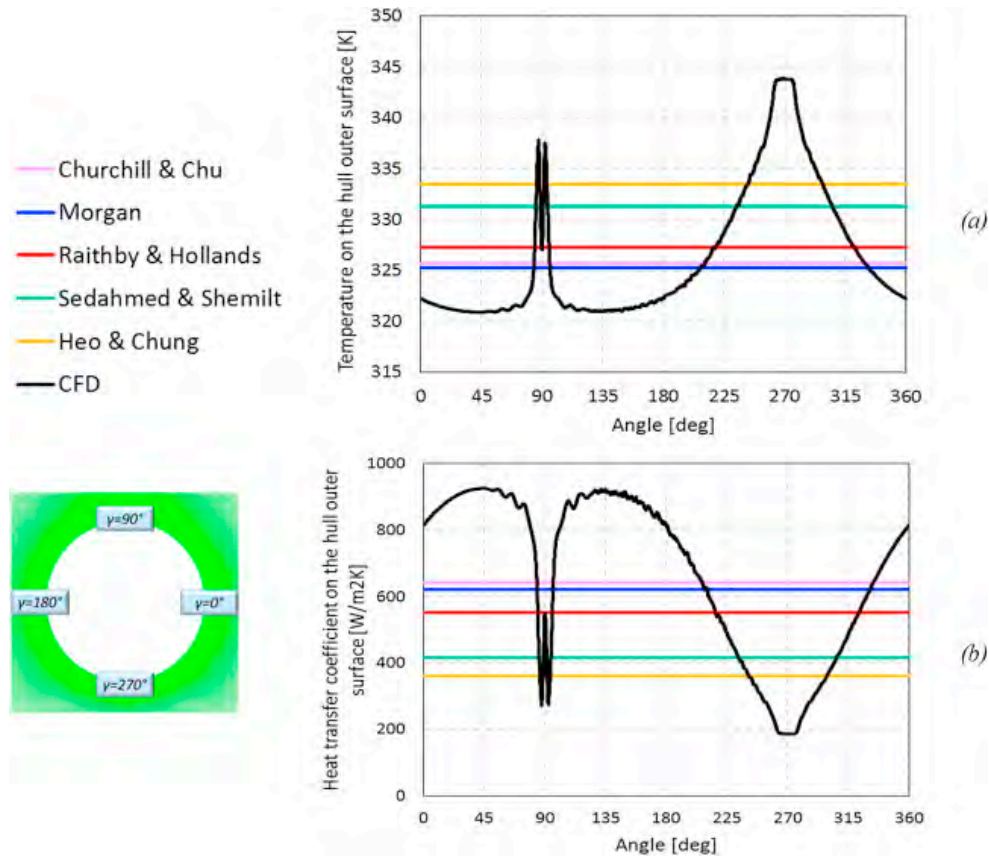 Churchill & Chu
Morgan
Raithby & Hollands
Sedahmed & Shemilt
Heo & Chung
CFD
Temperature on the hull outer surface [K]
350
345
340
335
330
325
320
315
0 45 90 135 180 225 270 315 360
Angle [deg]
(a)
γ=90°
γ=180°
γ=0°
γ=270°
Heat transfer coefficient on the hull outer
surface [W/m2K]
1000
800
600
400
200
0
0 45 90 135 180 225 270 315 360
Angle [deg]
(b)